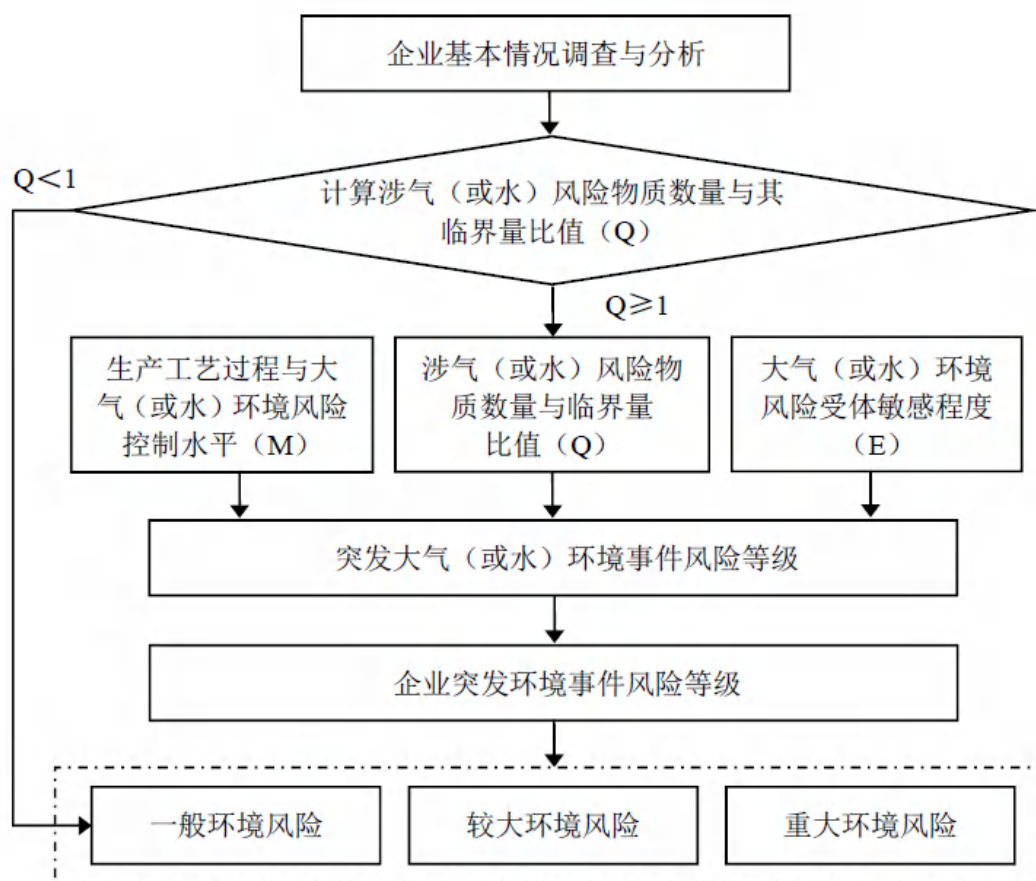 企业基本情况调查与分析
Q＜1
计算涉气（或水）风险物质数量与其
临界量比值（Q）
Q≥1
生产工艺过程与大
气（或水）环境风险
控制水平（M）
涉气（或水）风险物
质数量与临界量
比值（Q）
大气（或水）环境
风险受体敏感程度
（E）
突发大气（或水）环境事件风险等级
企业突发环境事件风险等级
一般环境风险
较大环境风险
重大环境风险